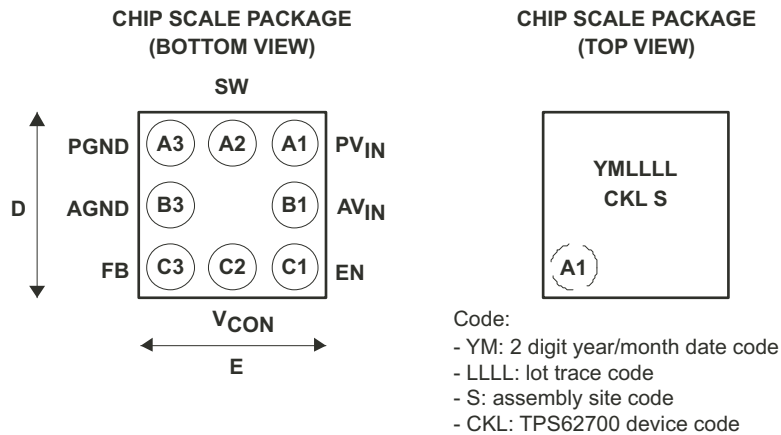 CHIP SCALE PACKAGE
(BOTTOM VIEW)
SW
PGND A3 A2 A1 PVIN
D AGND B3 B1 AVIN
FB C3 C2 C1 EN
VCON
E
CHIP SCALE PACKAGE
(TOP VIEW)
YMLLLL
CKL S
A1
Code:
- YM: 2 digit year/month date code
- LLLL: lot trace code
- S: assembly site code
- CKL: TPS62700 device code